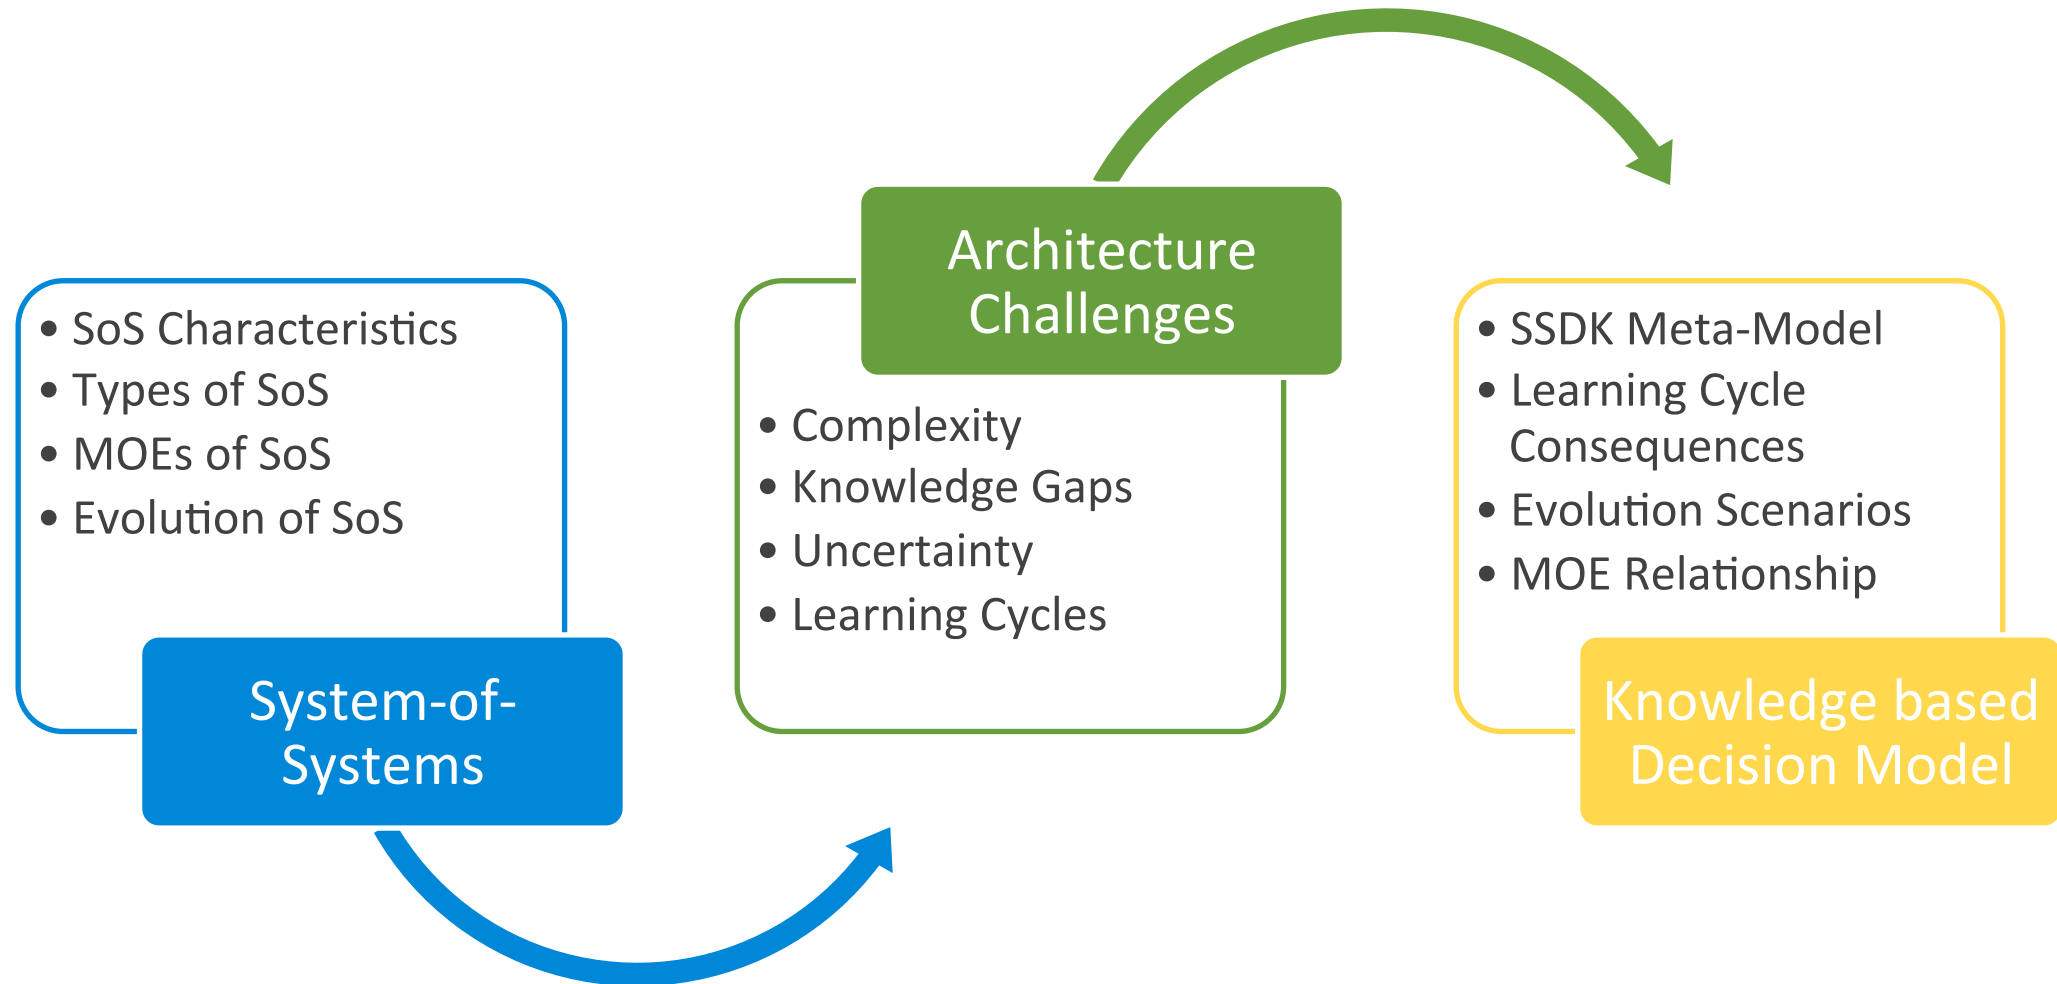 • SoS Characteristics
• Types of SoS
• MOEs of SoS
• Evolution of SoS
System-of-
Systems
Architecture
Challenges
• Complexity
• Knowledge Gaps
• Uncertainty
• Learning Cycles
• SSDK Meta-Model
• Learning Cycle
Consequences
• Evolution Scenarios
• MOE Relationship
Knowledge based
Decision Model